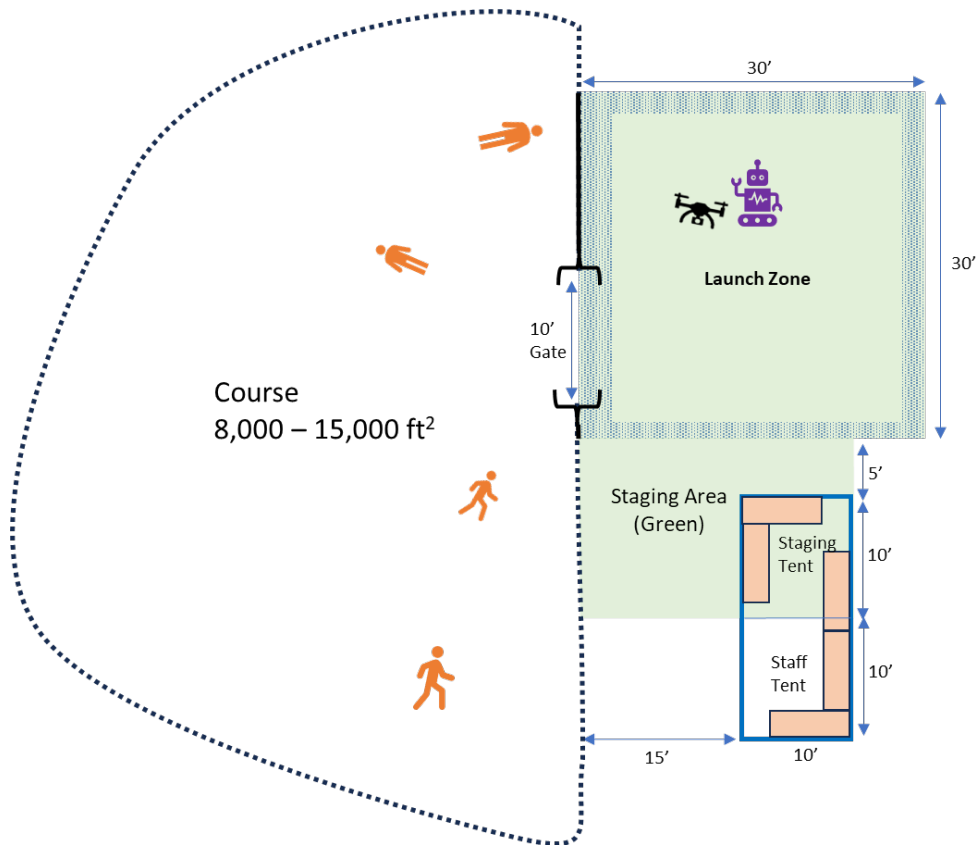 30’
30’
Launch Zone
10’
Gate
Course
8,000 – 15,000 ft²
5’
Staging Area
(Green)
Staging
Tent
10’
Staff
Tent
10’
15’
10’